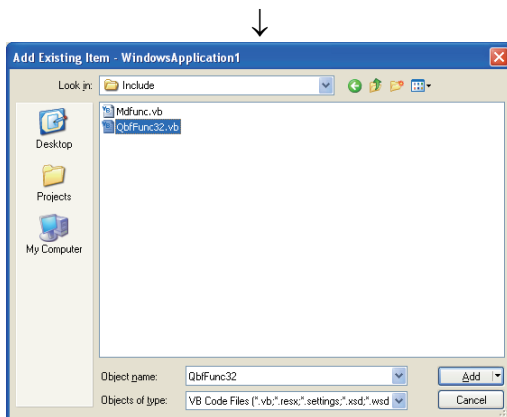 Add Existing Item - WindowsApplication1
Look in: Include
Mdfunc.vb
QbfFunc32.vb
Desktop
Projects
My Computer
Object name: QbfFunc32 Add
Objects of type: VB Code Files (*.vb;*.resx;*.settings;*.xsd;*.wsd Cancel